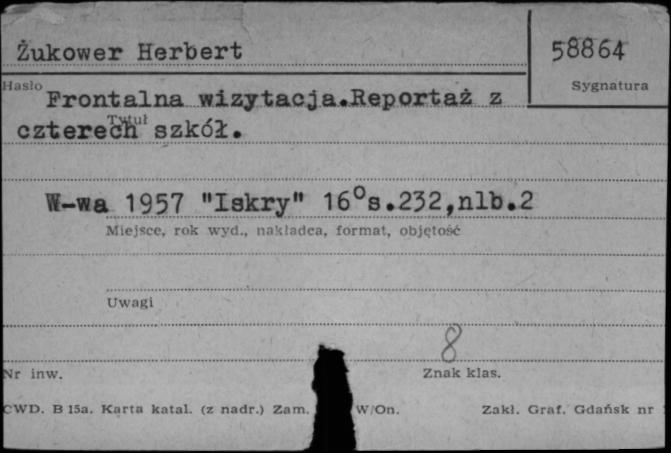 Żukower Herbert
58864
Hasło
Sygnatura
Frontalna wizytacja.Reportaż z
Tytuł
czterech szkół.
W-wa 1957 "Iskry" 16°s.232,nlb.2
Miejsce, rok wyd., nakładca, format, objętość
Uwagi
8
Nr inw.
Znak klas.
CWD. B 15a. Karta katal. (z nadr.) Zam. W/On. Zakł. Graf. Gdańsk nr